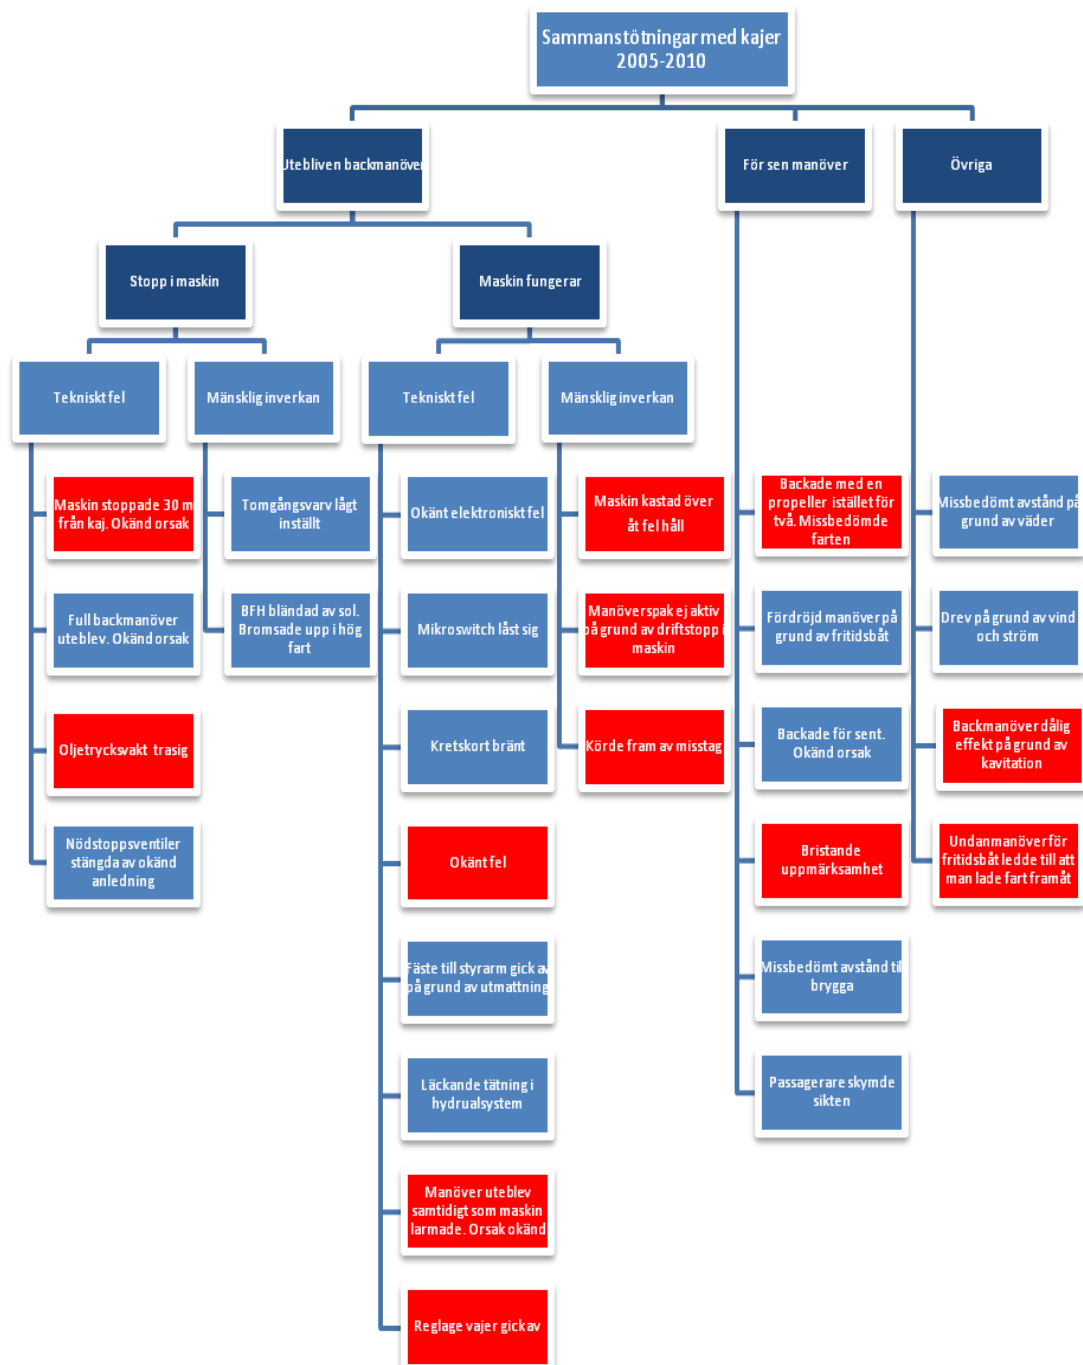 Sammanstötningar med kajer
2005-2010
Utebliven backmanöver
För sen manöver
Övriga
Stopp i maskin
Maskin fungerar
Tekniskt fel
Mänsklig inverkan
Tekniskt fel
Mänsklig inverkan
Maskin stoppade 30 m
från kaj. Okänd orsak
Full backmanöver
uteblev. Okänd orsak
Oljetrycksvakt trasig
Nödstoppsventiler
stängda av okänd
anledning
Tomgångsvarv lågt
inställt
BFH bländad av sol.
Bromsade upp i hög
fart
Okänt elektroniskt fel
Mikroswitch låst sig
Kretskort bränt
Okänt fel
Fäste till styrarm gick av
på grund av utmattning
Läckande tätning i
hydrualsystem
Manöver uteblev
samtidigt som maskin
larmade. Orsak okänd
Reglage vajer gick av
Maskin kastad över
åt fel håll
Manöverspak ej aktiv
på grund av driftstopp i
maskin
Körde fram av misstag
Backade med en
propeller istället för
två. Missbedömde
farten
Fördröjd manöver på
grund av fritidsbåt
Backade för sent.
Okänd orsak
Bristande
uppmärksamhet
Missbedömt avstånd til
brygga
Passagerare skymde
sikten
Missbedömt avstånd på
grund av väder
Drev på grund av vind
och ström
Backmanöver dålig
effekt på grund av
kavitation
Undanmanöver för
fritidsbåt ledde till att
man lade fart framåt